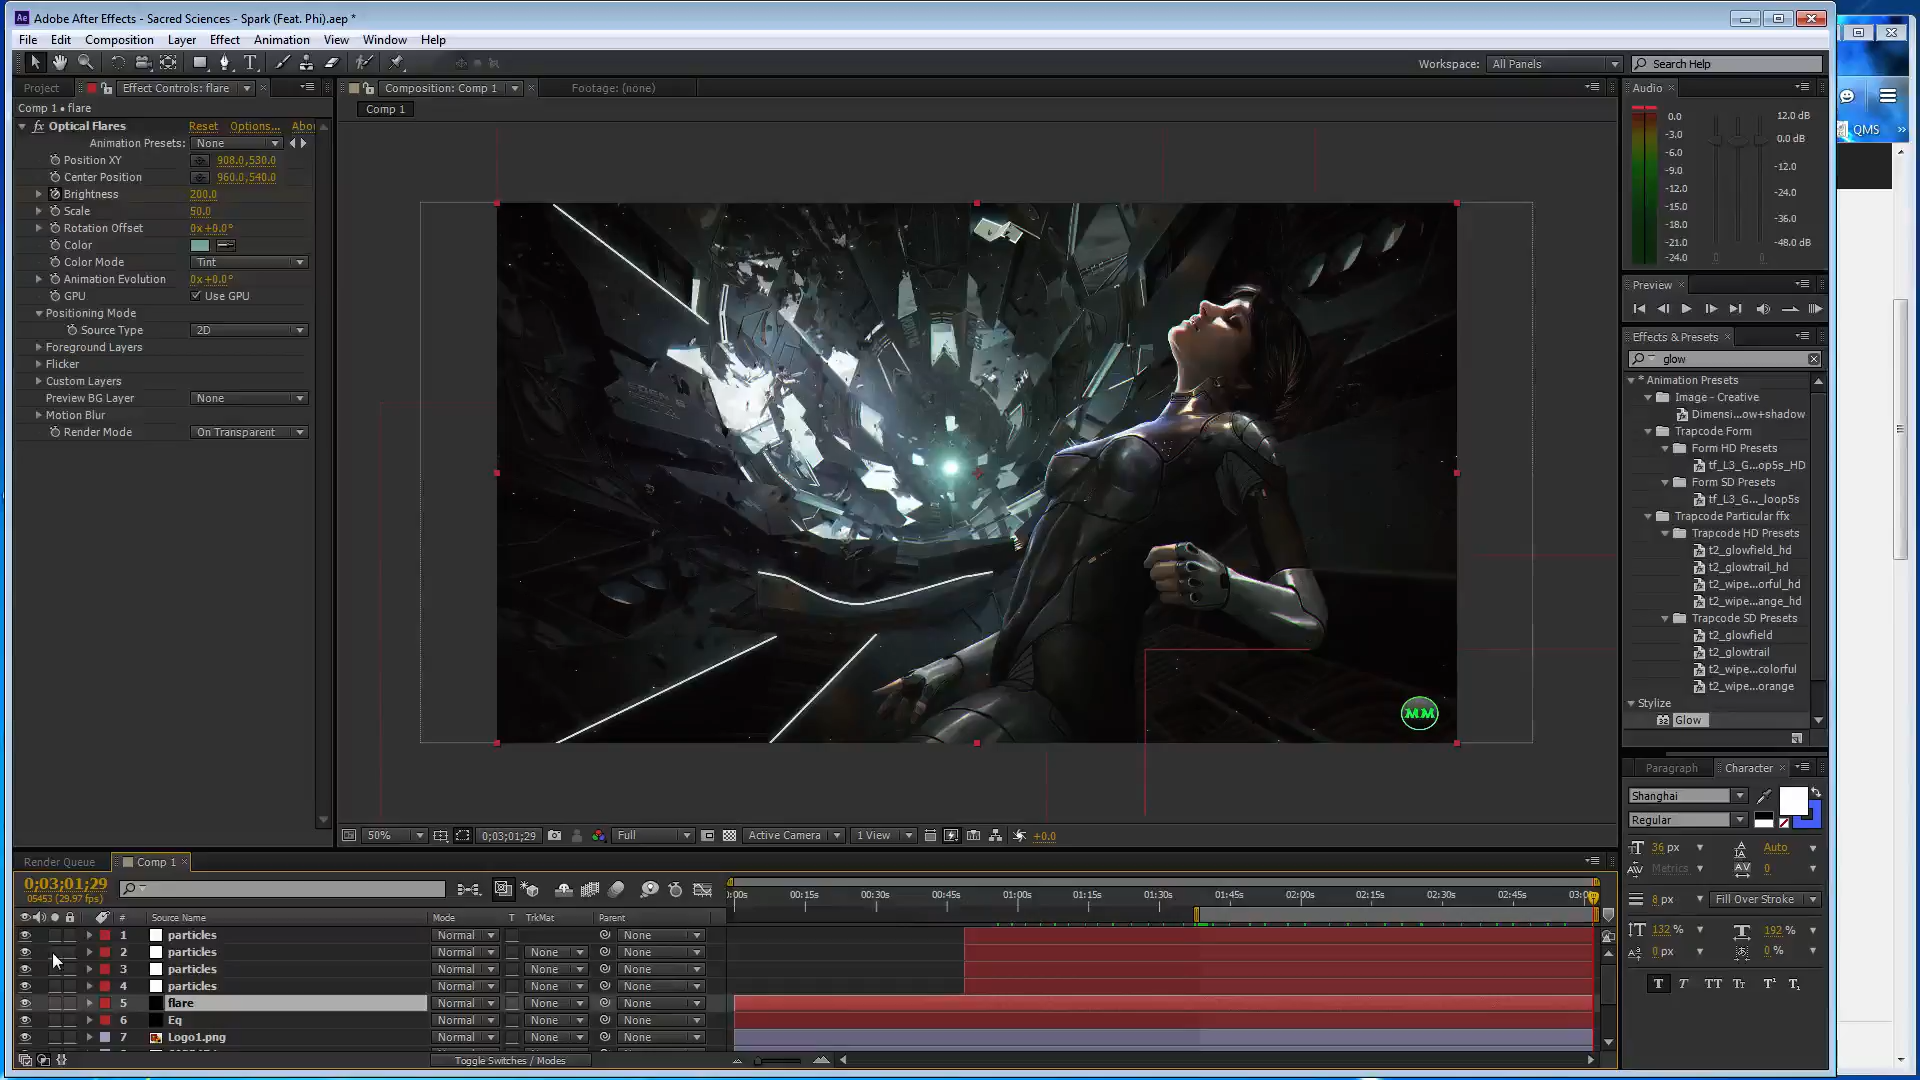 Adobe After Effects - Sacred Sciences - Spark (Feat. Phi).aep *
File Edit Composition Layer Effect Animation View Window Help
Workspace: All Panels Search Help
Project Effect Controls: flare Composition: Comp 1 Footage: (none) Audio
Comp 1 • flare
Comp 1
Optical Flares Reset Options... Abo
Animation Presets: None
Position XY 908.0,530.0
Center Position 960.0,540.0
Brightness 200.0
Scale 50.0
Rotation Offset 0x+0.0°
Color
Color Mode Tint
Animation Evolution 0x+0.0°
GPU Use GPU
Positioning Mode
Source Type 2D
Foreground Layers
Flicker
Custom Layers
Preview BG Layer None
Motion Blur
Render Mode On Transparent
MM
50% 0;03;01;29 Full Active Camera 1 View +0.0
0.0
-3.0
-6.0
-9.0
-12.0
-15.0
-18.0
-21.0
-24.0
12.0 dB
0.0 dB
-12.0
-24.0
-36.0
-48.0 dB
QMS
Preview
Effects & Presets
glow
* Animation Presets
Image - Creative
Dimensi...ow+shadow
Trapcode Form
Form HD Presets
tf_L3_G...op5s_HD
Form SD Presets
tf_L3_G..._loop5s
Trapcode Particular ffx
Trapcode HD Presets
t2_glowfield_hd
t2_glowtrail_hd
t2_wipe...orful_hd
t2_wipe...ange_hd
Trapcode SD Presets
t2_glowfield
t2_glowtrail
t2_wipe...colorful
t2_wipe...orange
Stylize
Glow
Paragraph Character
Shanghai
Regular
36 px Auto
Metrics 0
8 px Fill Over Stroke
132 % 192 %
0 px 0 %
T T TT Tt T¹ T₁
Render Queue Comp 1
0;03;01;29
05453 (29.97 fps)
:00s 00:15s 00:30s 00:45s 01:00s 01:15s 01:30s 01:45s 02:00s 02:15s 02:30s 02:45s 03:0
# Source Name Mode T TrkMat Parent
1 particles Normal None
2 particles Normal None None
3 particles Normal None None
4 particles Normal None None
5 flare Normal None None
6 Eq Normal None None
7 Logo1.png Normal None None
Toggle Switches / Modes